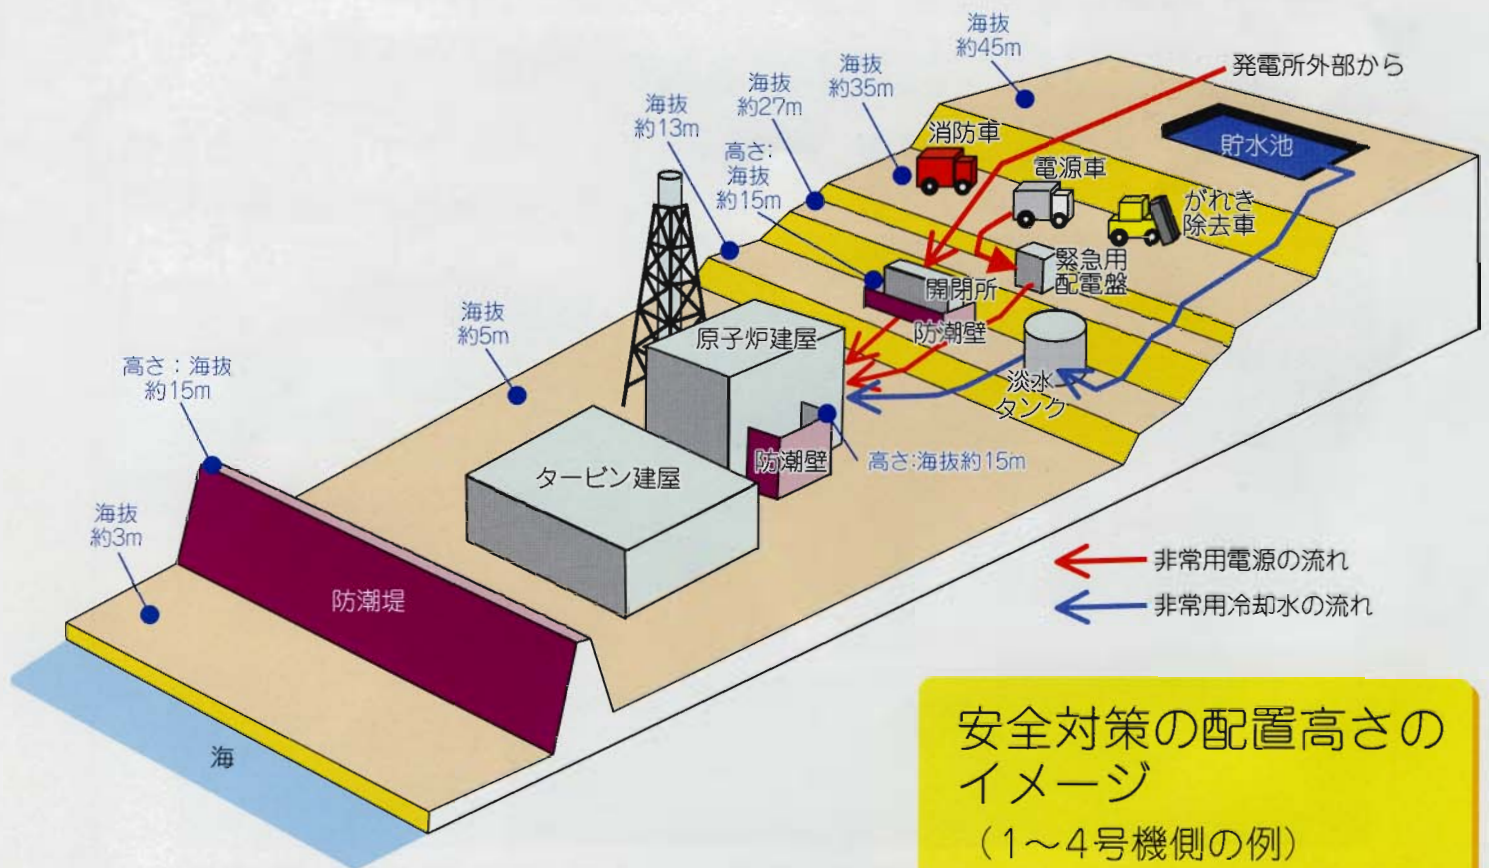 海抜
約45m
発電所外部から
海抜
約35m
海抜
約27m
海抜
約13m
高さ：
海抜
約15m
消防車
電源車
貯水池
がれき
除去車
緊急用
配電盤
開閉所
防潮壁
海抜
約5m
原子炉建屋
淡水
タンク
高さ：海抜
約15m
防潮壁
高さ：海抜約15m
タービン建屋
海抜
約3m
防潮堤
非常用電源の流れ
非常用冷却水の流れ
海
安全対策の配置高さの
イメージ
（1～4号機側の例）